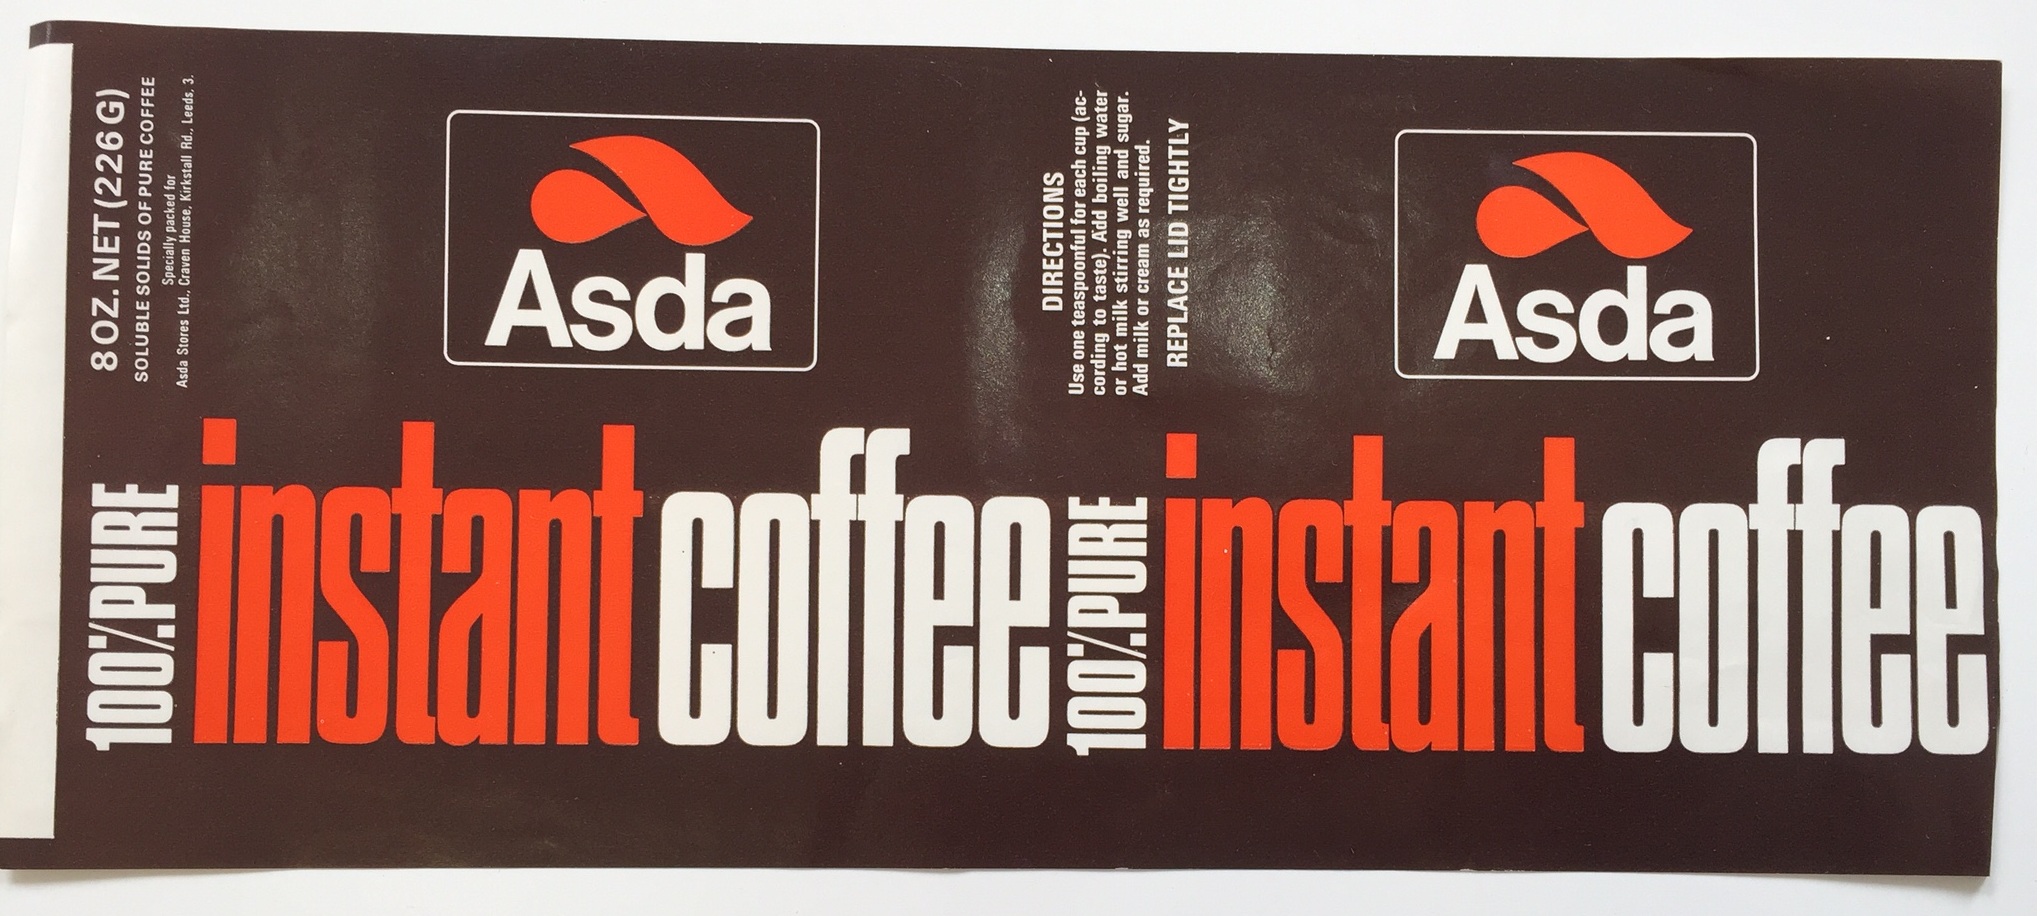 8 OZ. NET (226 G)
SOLUBLE SOLIDS OF PURE COFFEE
Specially packed for
Asda Stores Ltd., Craven House, Kirkstall Rd., Leeds, 3.
Asda
100% PURE
instant coffee
DIRECTIONS
Use one teaspoonful for each cup (ac-
cording to taste). Add boiling water
or hot milk stirring well and sugar.
Add milk or cream as required.
REPLACE LID TIGHTLY
Asda
100% PURE
instant coffee